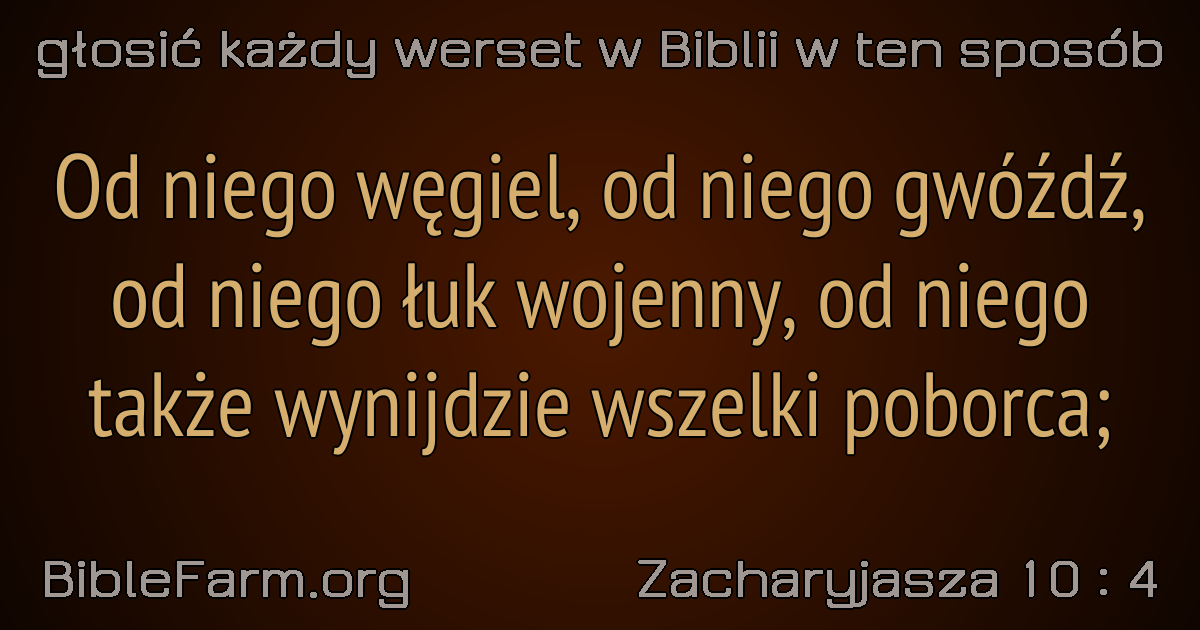 głosić każdy werset w Biblii w ten sposób
Od niego węgiel, od niego gwóźdź,
od niego łuk wojenny, od niego
także wynijdzie wszelki poborca;
BibleFarm.org
Zacharyjasza 10 : 4